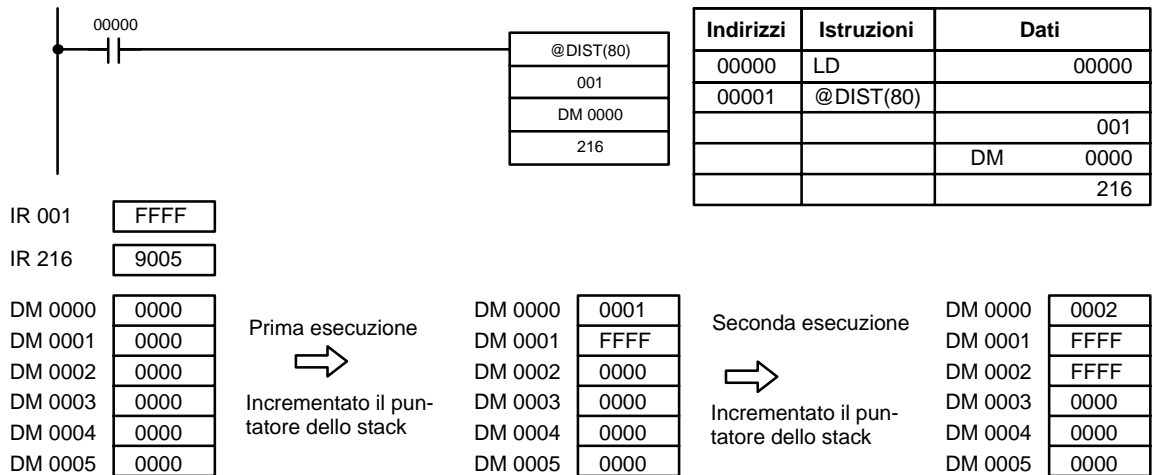 00000
@DIST(80)
001
DM 0000
216
Indirizzi Istruzioni Dati
00000 LD 00000
00001 @DIST(80)
001
DM 0000
216
IR 001 FFFF
IR 216 9005
DM 0000 0000
DM 0001 0000
DM 0002 0000
DM 0003 0000
DM 0004 0000
DM 0005 0000
Prima esecuzione
Incrementato il pun-
tatore dello stack
DM 0000 0001
DM 0001 FFFF
DM 0002 0000
DM 0003 0000
DM 0004 0000
DM 0005 0000
Seconda esecuzione
Incrementato il pun-
tatore dello stack
DM 0000 0002
DM 0001 FFFF
DM 0002 FFFF
DM 0003 0000
DM 0004 0000
DM 0005 0000